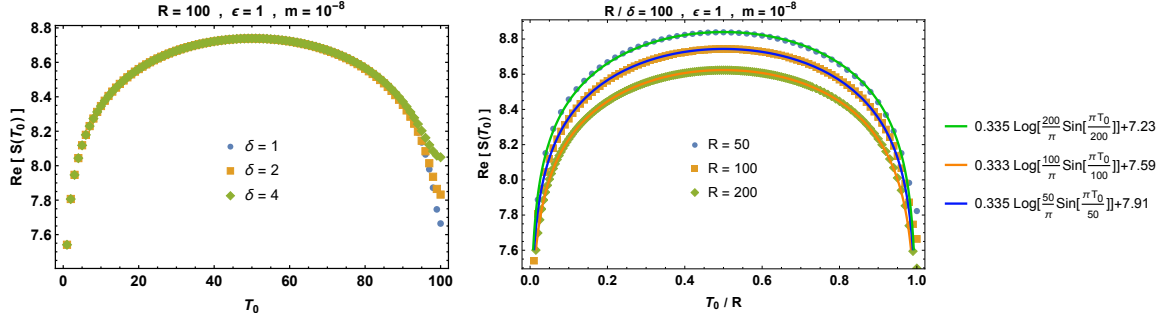 R = 100 , ϵ = 1 , m = 10⁻⁸
Re [ S(T₀) ]
8.8
8.6
8.4
8.2
8.0
7.8
7.6
δ = 1
δ = 2
δ = 4
0 20 40 60 80 100
T₀
R / δ = 100 , ϵ = 1 , m = 10⁻⁸
Re [ S(T₀) ]
8.8
8.6
8.4
8.2
8.0
7.8
7.6
R = 50
R = 100
R = 200
0.0 0.2 0.4 0.6 0.8 1.0
T₀ / R
0.335 Log[200/π Sin[πT₀/200]]+7.23
0.333 Log[100/π Sin[πT₀/100]]+7.59
0.335 Log[50/π Sin[πT₀/50]]+7.91